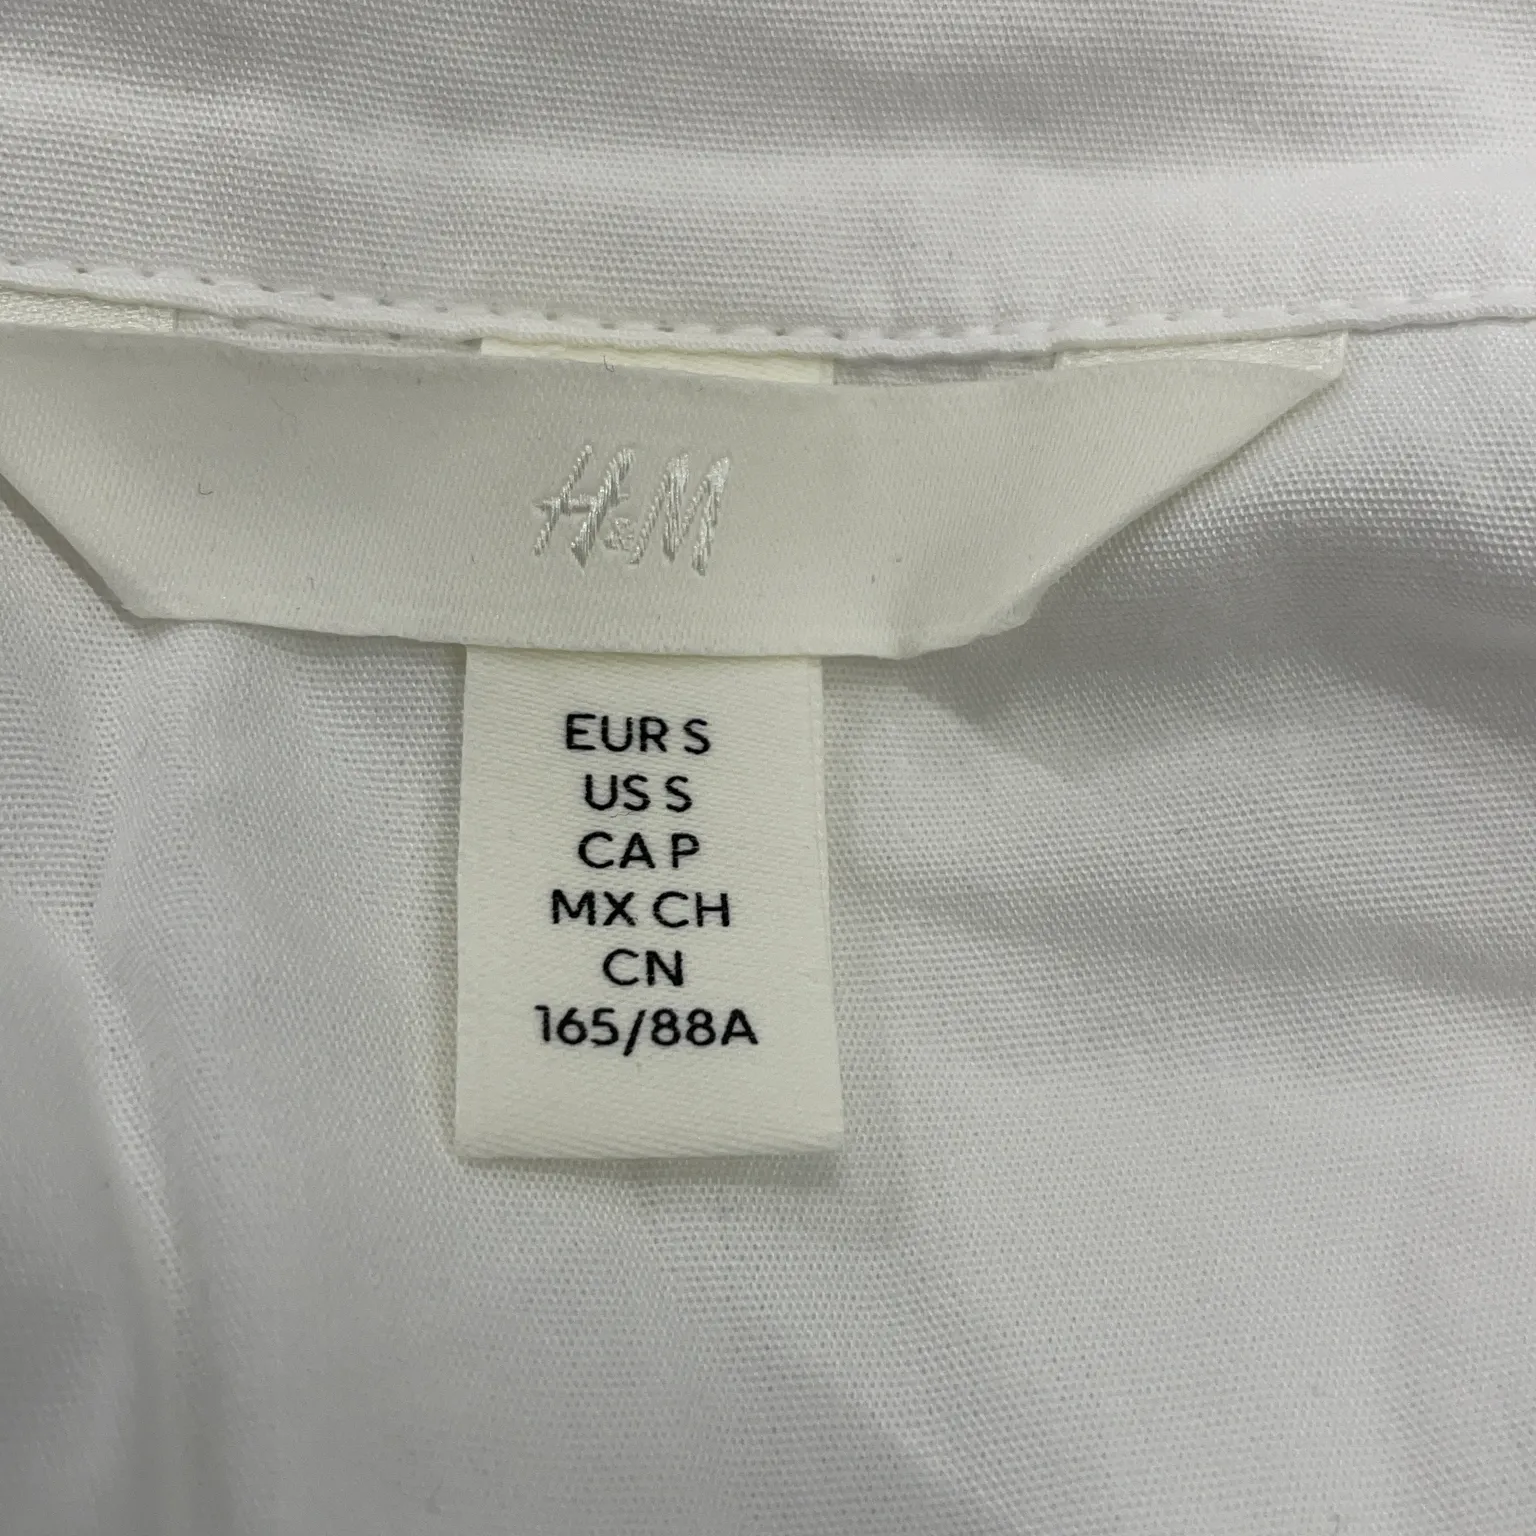 H&M
EUR S
US S
CA P
MX CH
CN
165/88A